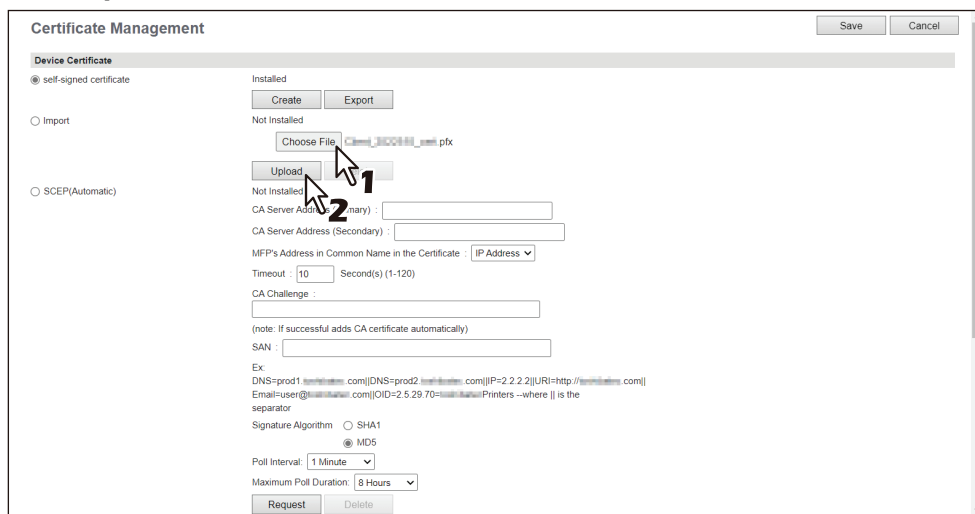 Certificate Management
Save Cancel
Device Certificate
self-signed certificate Installed
Create Export
Import Not Installed
Choose File .pfx
Upload
1
SCEP(Automatic) Not Installed
2
CA Server Address mary) :
CA Server Address (Secondary) :
MFP's Address in Common Name in the Certificate : IP Address
Timeout : 10 Second(s) (1-120)
CA Challenge :
(note: If successful adds CA certificate automatically)
SAN :
Ex:
DNS=prod1. .com||DNS=prod2. .com||IP=2.2.2.2||URI=http:// .com||
Email=user@ .com||OID=2.5.29.70= Printers --where || is the
separator
Signature Algorithm SHA1
MD5
Poll Interval: 1 Minute
Maximum Poll Duration: 8 Hours
Request Delete